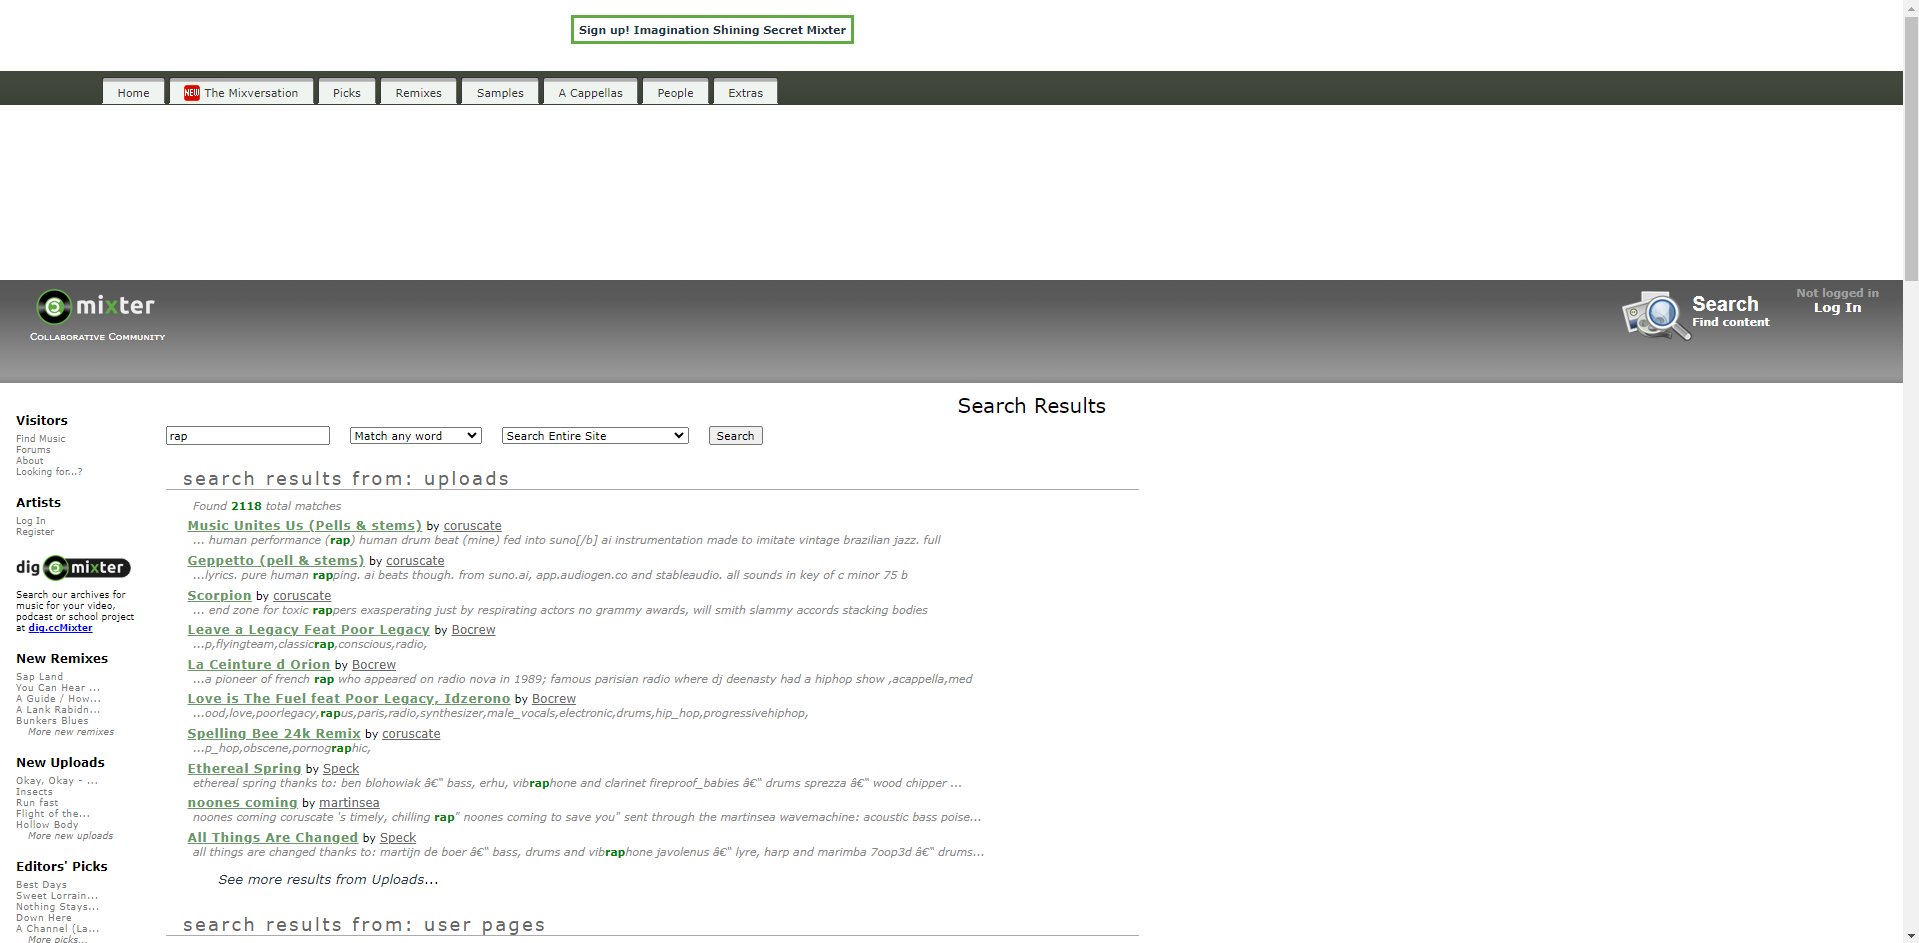 Sign up! Imagination Shining Secret Mixter
Home
NEW The Mixversation
Picks
Remixes
Samples
A Cappellas
People
Extras
mixter
Collaborative Community
Search
Find content
Not logged in
Log In
Visitors
Find Music
Forums
About
Looking for...?
Artists
Log In
Register
dig mixter
Search our archives for
music for your video,
podcast or school project
at dig.ccMixter
New Remixes
Sap Land
You Can Hear ...
A Guide / How...
A Lank Rabidn...
Bunkers Blues
More new remixes
New Uploads
Okay, Okay - ...
Insects
Run fast
Flight of the...
Hollow Body
More new uploads
Editors' Picks
Best Days
Sweet Lorrain...
Nothing Stays...
Down Here
A Channel (La...
More picks...
Search Results
rap
Match any word
Search Entire Site
Search
search results from: uploads
Found 2118 total matches
Music Unites Us (Pells & stems) by coruscate
... human performance (rap) human drum beat (mine) fed into suno[/b] ai instrumentation made to imitate vintage brazilian jazz. full
Geppetto (pell & stems) by coruscate
...lyrics. pure human rapping. ai beats though. from suno.ai, app.audiogen.co and stableaudio. all sounds in key of c minor 75 b
Scorpion by coruscate
... end zone for toxic rappers exasperating just by respirating actors no grammy awards, will smith slammy accords stacking bodies
Leave a Legacy Feat Poor Legacy by Bocrew
...p,flyingteam,classicrap,conscious,radio,
La Ceinture d Orion by Bocrew
...a pioneer of french rap who appeared on radio nova in 1989; famous parisian radio where dj deenasty had a hiphop show ,acappella,med
Love is The Fuel feat Poor Legacy, Idzerono by Bocrew
...ood,love,poorlegacy,rapus,paris,radio,synthesizer,male_vocals,electronic,drums,hip_hop,progressivehiphop,
Spelling Bee 24k Remix by coruscate
...p_hop,obscene,pornographic,
Ethereal Spring by Speck
ethereal spring thanks to: ben blohowiak â€“ bass, erhu, vibraphone and clarinet fireproof_babies â€“ drums sprezza â€“ wood chipper ...
noones coming by martinsea
noones coming coruscate 's timely, chilling rap" noones coming to save you" sent through the martinsea wavemachine: acoustic bass poise...
All Things Are Changed by Speck
all things are changed thanks to: martijn de boer â€“ bass, drums and vibraphone javolenus â€“ lyre, harp and marimba 7oop3d â€“ drums...
See more results from Uploads...
search results from: user pages